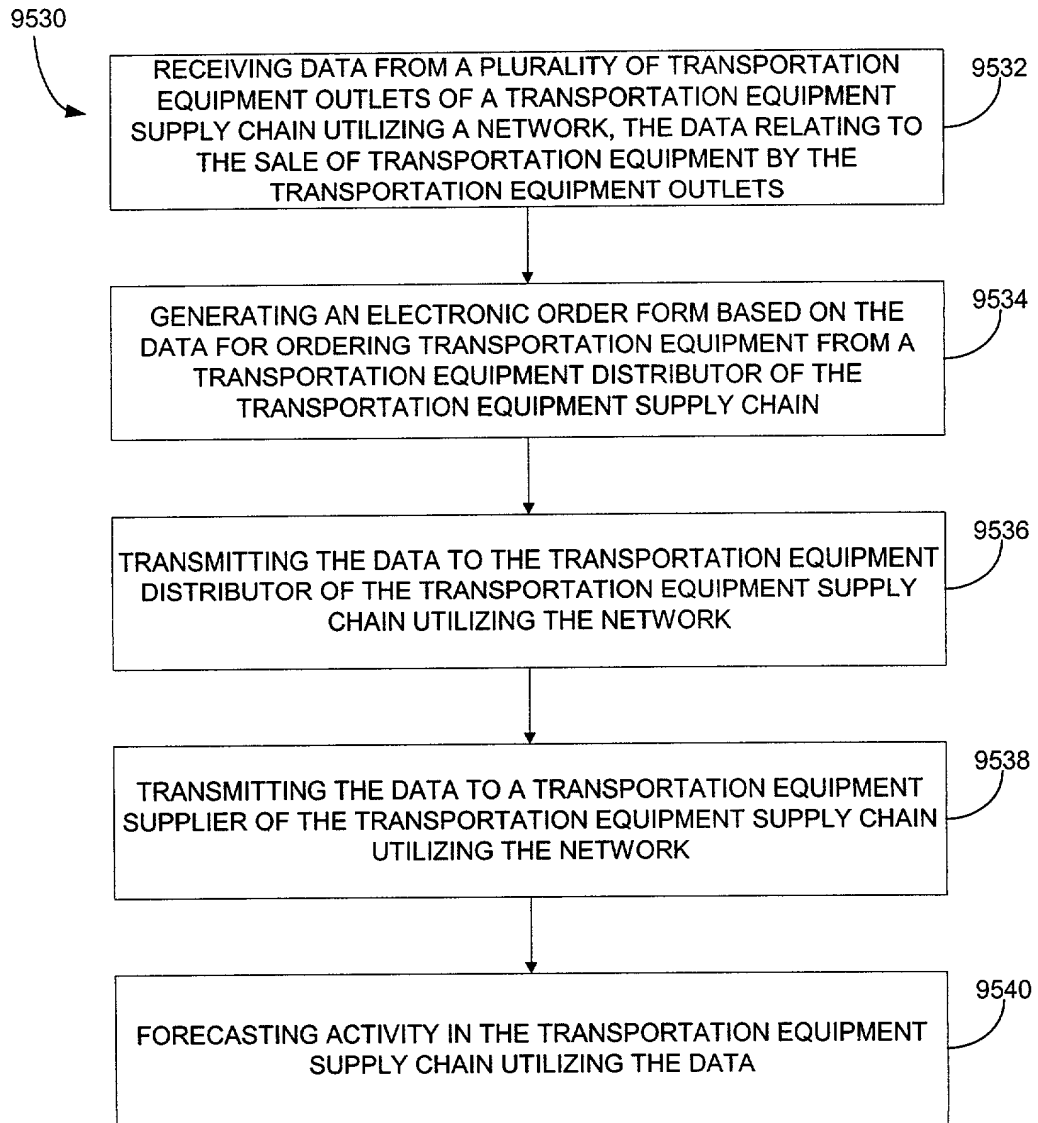 9530
RECEIVING DATA FROM A PLURALITY OF TRANSPORTATION
EQUIPMENT OUTLETS OF A TRANSPORTATION EQUIPMENT
SUPPLY CHAIN UTILIZING A NETWORK, THE DATA RELATING TO
THE SALE OF TRANSPORTATION EQUIPMENT BY THE
TRANSPORTATION EQUIPMENT OUTLETS
9532
GENERATING AN ELECTRONIC ORDER FORM BASED ON THE
DATA FOR ORDERING TRANSPORTATION EQUIPMENT FROM A
TRANSPORTATION EQUIPMENT DISTRIBUTOR OF THE
TRANSPORTATION EQUIPMENT SUPPLY CHAIN
9534
TRANSMITTING THE DATA TO THE TRANSPORTATION EQUIPMENT
DISTRIBUTOR OF THE TRANSPORTATION EQUIPMENT SUPPLY
CHAIN UTILIZING THE NETWORK
9536
TRANSMITTING THE DATA TO A TRANSPORTATION EQUIPMENT
SUPPLIER OF THE TRANSPORTATION EQUIPMENT SUPPLY CHAIN
UTILIZING THE NETWORK
9538
FORECASTING ACTIVITY IN THE TRANSPORTATION EQUIPMENT
SUPPLY CHAIN UTILIZING THE DATA
9540